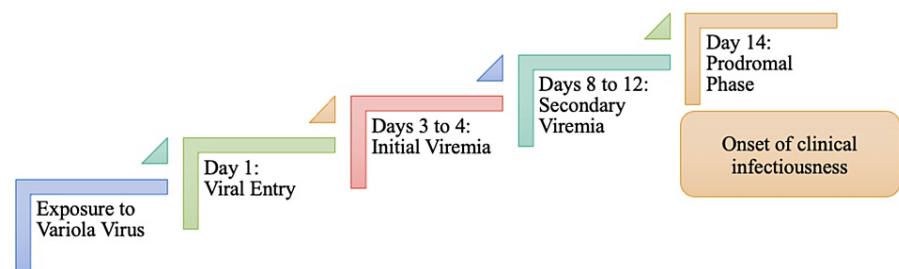 Exposure to
Variola Virus
Day 1:
Viral Entry
Days 3 to 4:
Initial Viremia
Days 8 to 12:
Secondary
Viremia
Day 14:
Prodromal
Phase
Onset of clinical
infectiousness